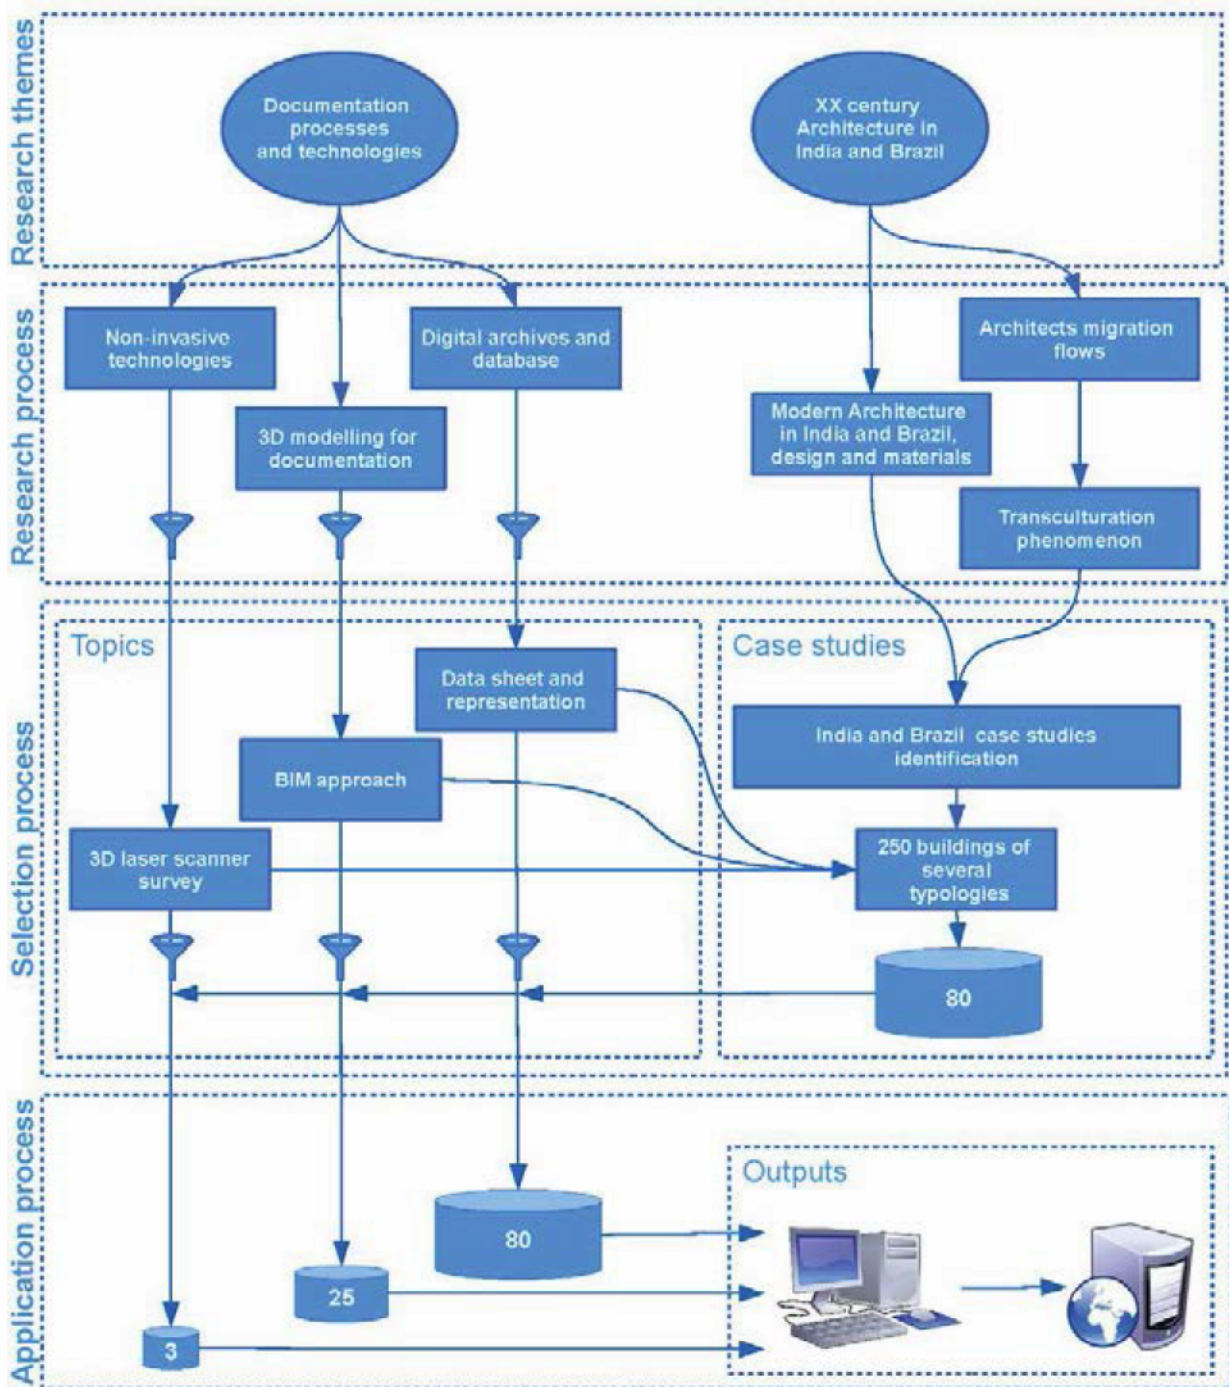 Research themes
Documentation
processes
and technologies
XX century
Architecture in
India and Brazil
Research process
Non-invasive
technologies
Digital archives and
database
3D modelling for
documentation
Architects migration
flows
Modern Architecture
in India and Brazil,
design and materials
Transculturation
phenomenon
Selection process
Topics
Data sheet and
representation
BIM approach
3D laser scanner
survey
Case studies
India and Brazil case studies
identification
250 buildings of
several
typologies
80
Application process
80
25
3
Outputs